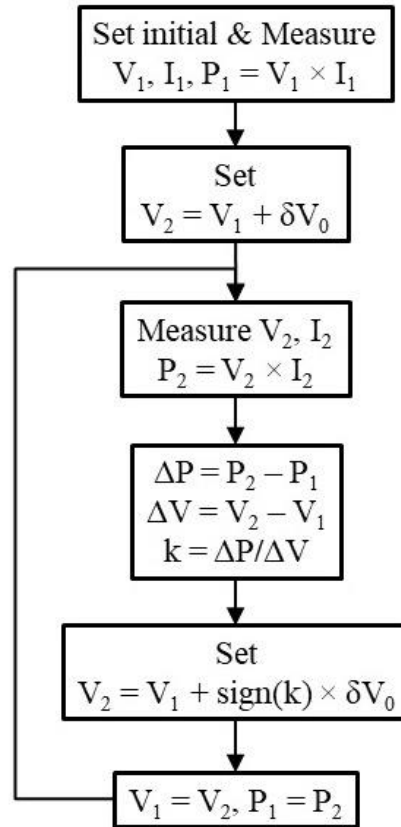 Set initial & Measure
V₁, I₁, P₁ = V₁ × I₁
Set
V₂ = V₁ + δV₀
Measure V₂, I₂
P₂ = V₂ × I₂
ΔP = P₂ – P₁
ΔV = V₂ – V₁
k = ΔP/ΔV
Set
V₂ = V₁ + sign(k) × δV₀
V₁ = V₂, P₁ = P₂